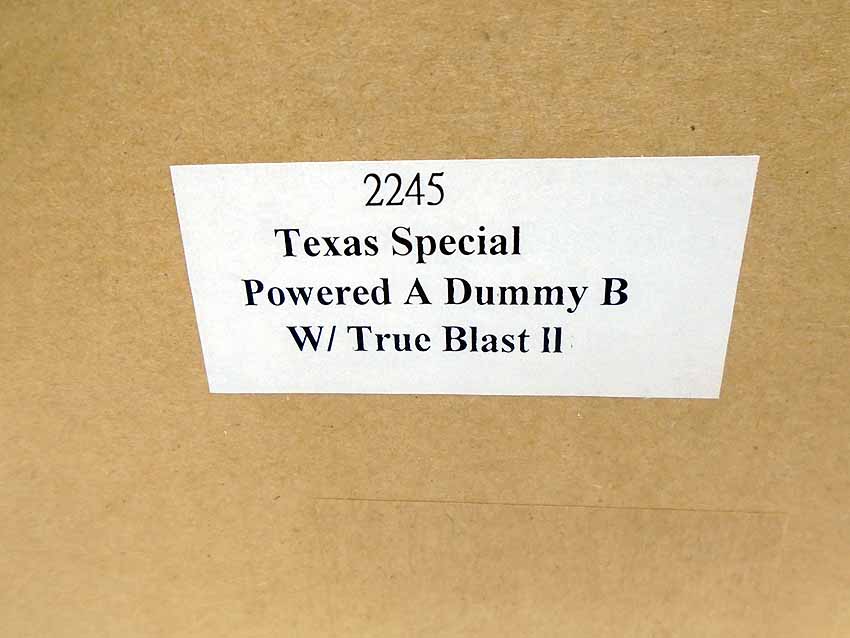 2245
Texas Special
Powered A Dummy B
W/ True Blast II